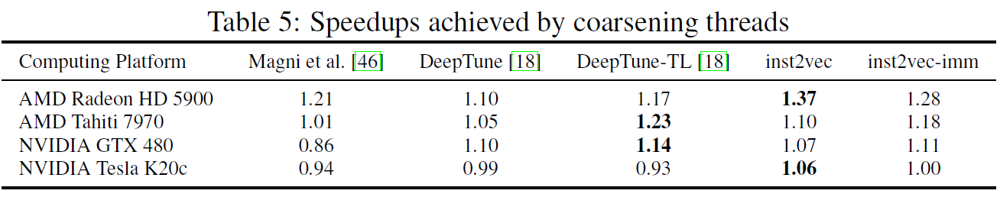 Table 5: Speedups achieved by coarsening threads
Computing Platform Magni et al. [46] DeepTune [18] DeepTune-TL [18] inst2vec inst2vec-imm
AMD Radeon HD 5900 1.21 1.10 1.17 1.37 1.28
AMD Tahiti 7970 1.01 1.05 1.23 1.10 1.18
NVIDIA GTX 480 0.86 1.10 1.14 1.07 1.11
NVIDIA Tesla K20c 0.94 0.99 0.93 1.06 1.00